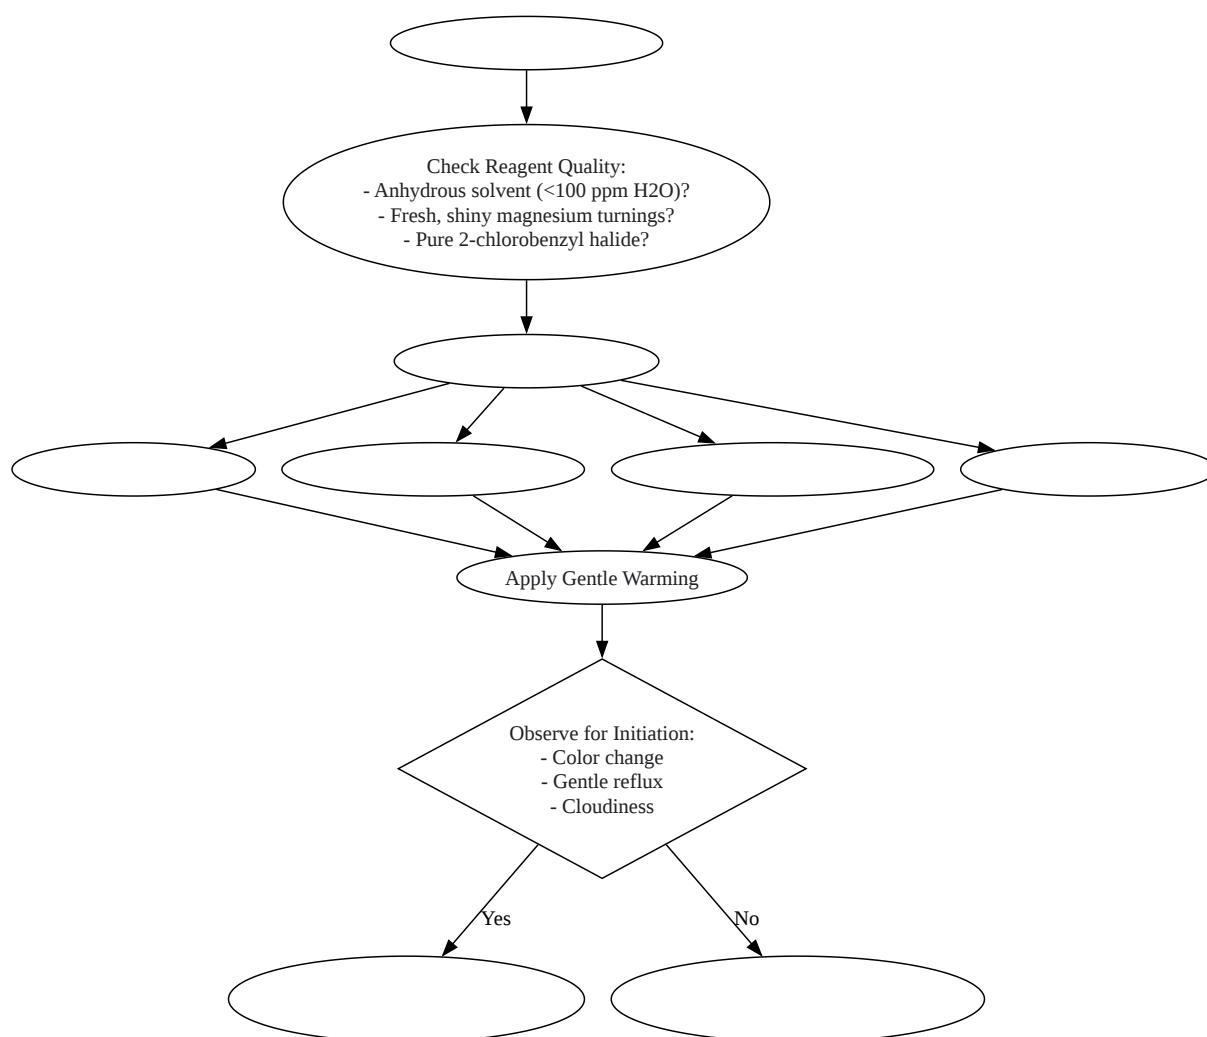 Check Reagent Quality:
- Anhydrous solvent (<100 ppm H2O)?
- Fresh, shiny magnesium turnings?
- Pure 2-chlorobenzyl halide?
Apply Gentle Warming
Observe for Initiation:
- Color change
- Gentle reflux
- Cloudiness
Yes
No